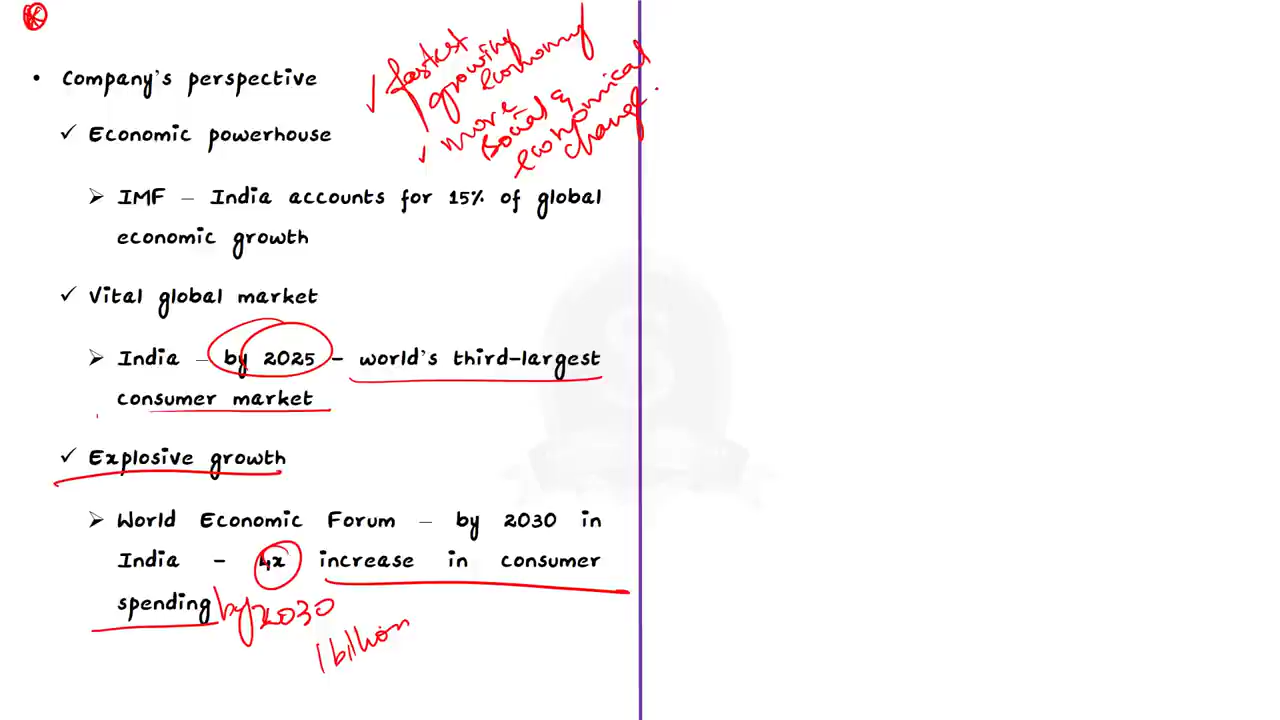 • Company's perspective
✓ fastest
growing
economy
✓ Economic powerhouse
✓ more
social &
economical
change.
➢ IMF – India accounts for 15% of global
economic growth
✓ Vital global market
➢ India – by 2025 – world's third-largest
consumer market
✓ Explosive growth
➢ World Economic Forum – by 2030 in
India – 4x increase in consumer
spending by 2030
1 billion